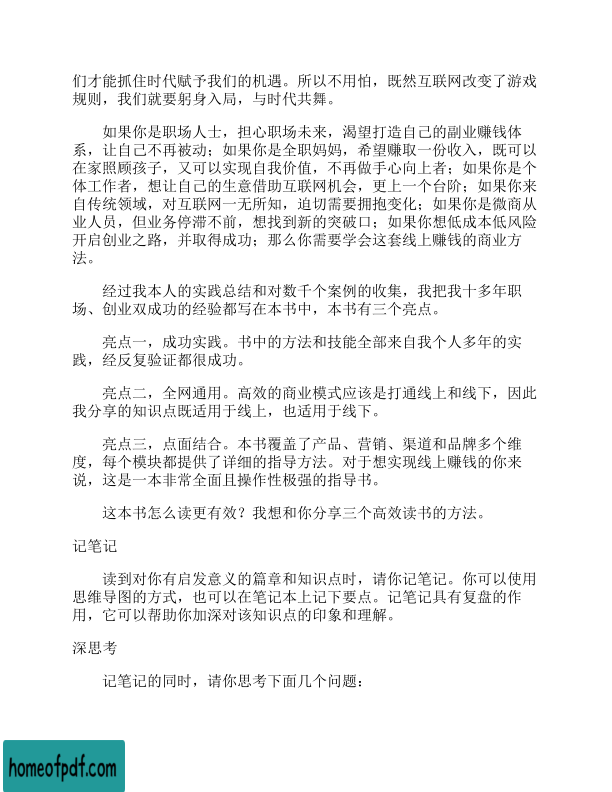 们才能抓住时代赋予我们的机遇。所以不用怕，既然互联网改变了游戏
规则，我们就要躬身入局，与时代共舞。
如果你是职场人士，担心职场未来，渴望打造自己的副业赚钱体
系，让自己不再被动；如果你是全职妈妈，希望赚取一份收入，既可以
在家照顾孩子，又可以实现自我价值，不再做手心向上者；如果你是个
体工作者，想让自己的生意借助互联网机会，更上一个台阶；如果你来
自传统领域，对互联网一无所知，迫切需要拥抱变化；如果你是微商从
业人员，但业务停滞不前，想找到新的突破口；如果你想低成本低风险
开启创业之路，并取得成功；那么你需要学会这套线上赚钱的商业方
法。
经过我本人的实践总结和对数千个案例的收集，我把我十多年职
场、创业双成功的经验都写在本书中，本书有三个亮点。
亮点一，成功实践。书中的方法和技能全部来自我个人多年的实
践，经反复验证都很成功。
亮点二，全网通用。高效的商业模式应该是打通线上和线下，因此
我分享的知识点既适用于线上，也适用于线下。
亮点三，点面结合。本书覆盖了产品、营销、渠道和品牌多个维
度，每个模块都提供了详细的指导方法。对于想实现线上赚钱的你来
说，这是一本非常全面且操作性极强的指导书。
这本书怎么读更有效？我想和你分享三个高效读书的方法。
记笔记
读到对你有启发意义的篇章和知识点时，请你记笔记。你可以使用
思维导图的方式，也可以在笔记本上记下要点。记笔记具有复盘的作
用，它可以帮助你加深对该知识点的印象和理解。
深思考
记笔记的同时，请你思考下面几个问题：
homeofpdf.com